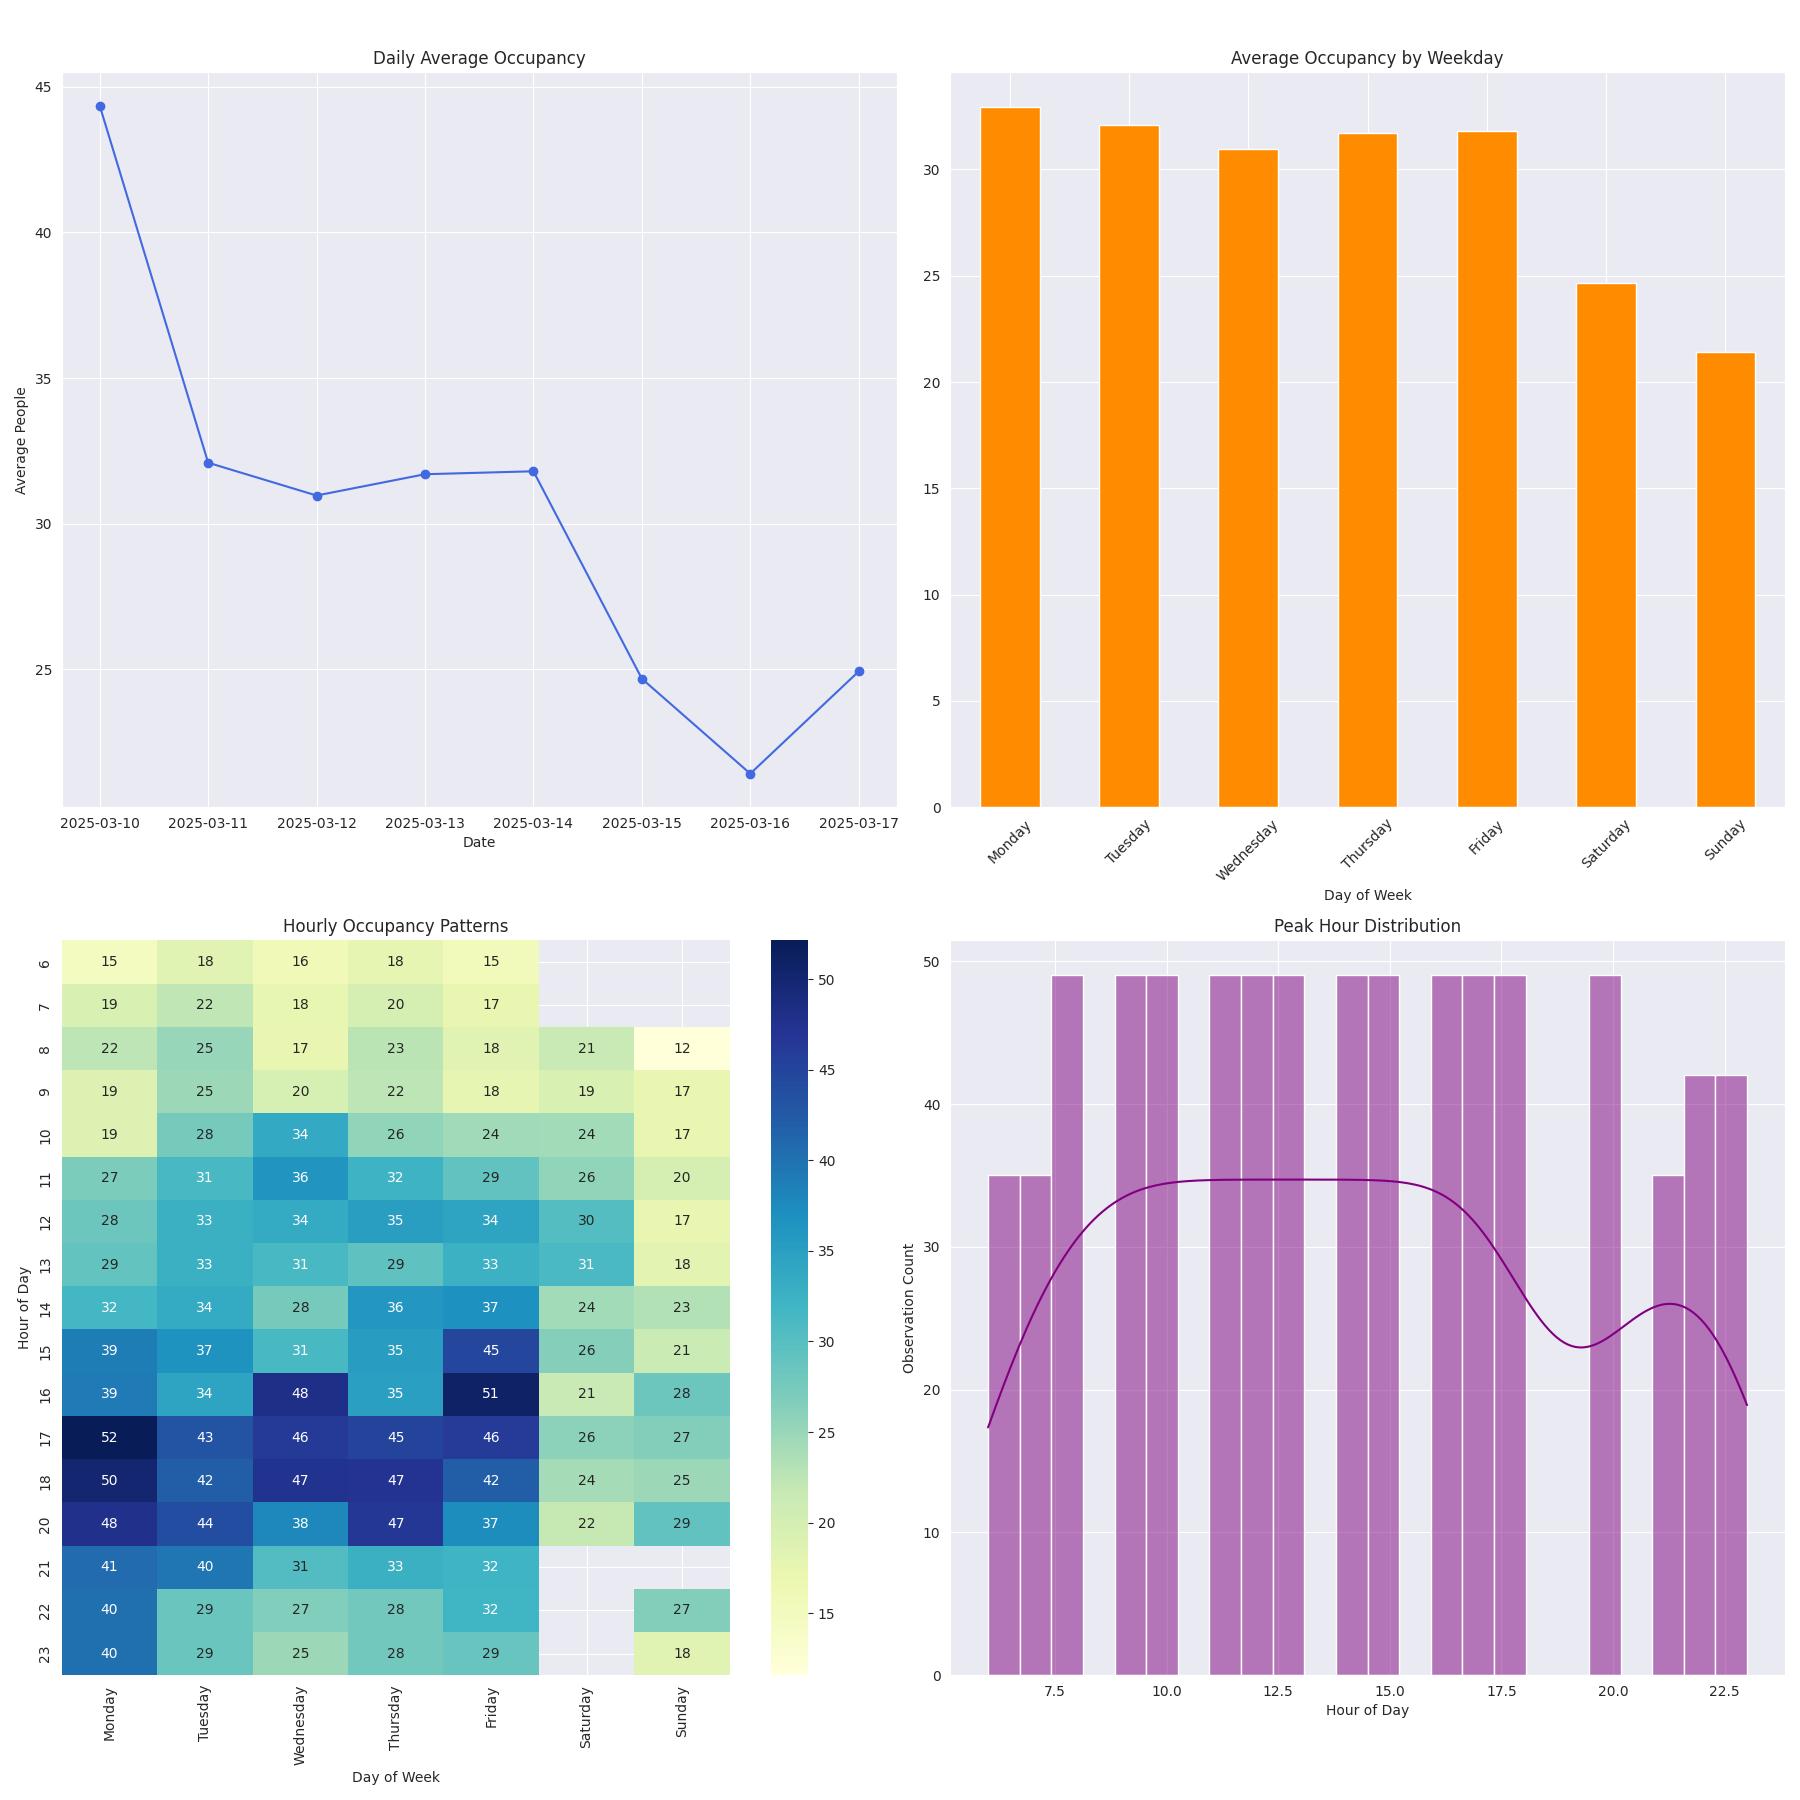 Daily Average Occupancy
45
40
35
30
25
Average People
2025-03-10 2025-03-11 2025-03-12 2025-03-13 2025-03-14 2025-03-15 2025-03-16 2025-03-17
Date
Average Occupancy by Weekday
30
25
20
15
10
5
0
Monday Tuesday Wednesday Thursday Friday Saturday Sunday
Day of Week
Hourly Occupancy Patterns
Hour of Day
6 15 18 16 18 15
7 19 22 18 20 17
8 22 25 17 23 18 21 12
9 19 25 20 22 18 19 17
10 19 28 34 26 24 24 17
11 27 31 36 32 29 26 20
12 28 33 34 35 34 30 17
13 29 33 31 29 33 31 18
14 32 34 28 36 37 24 23
15 39 37 31 35 45 26 21
16 39 34 48 35 51 21 28
17 52 43 46 45 46 26 27
18 50 42 47 47 42 24 25
20 48 44 38 47 37 22 29
21 41 40 31 33 32
22 40 29 27 28 32 27
23 40 29 25 28 29 18
Monday Tuesday Wednesday Thursday Friday Saturday Sunday
Day of Week
50
45
40
35
30
25
20
15
Peak Hour Distribution
50
40
30
20
10
0
Observation Count
7.5 10.0 12.5 15.0 17.5 20.0 22.5
Hour of Day